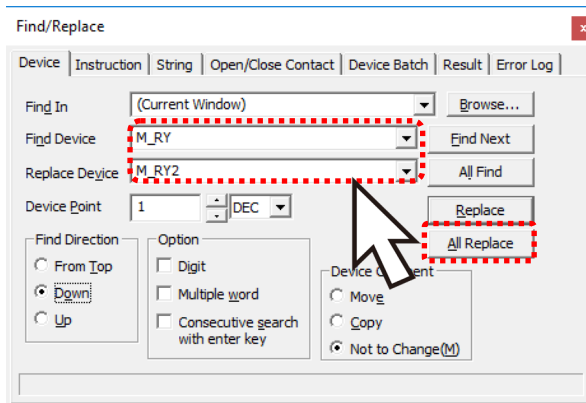 Find/Replace
x
Device Instruction String Open/Close Contact Device Batch Result Error Log
Find In (Current Window) Browse...
Find Device M_RY Find Next
Replace Device M_RY2 All Find
Device Point 1 DEC Replace
All Replace
Find Direction Option
From Top Digit
Down Multiple word
Up Consecutive search
with enter key
Move
Copy
Not to Change(M)